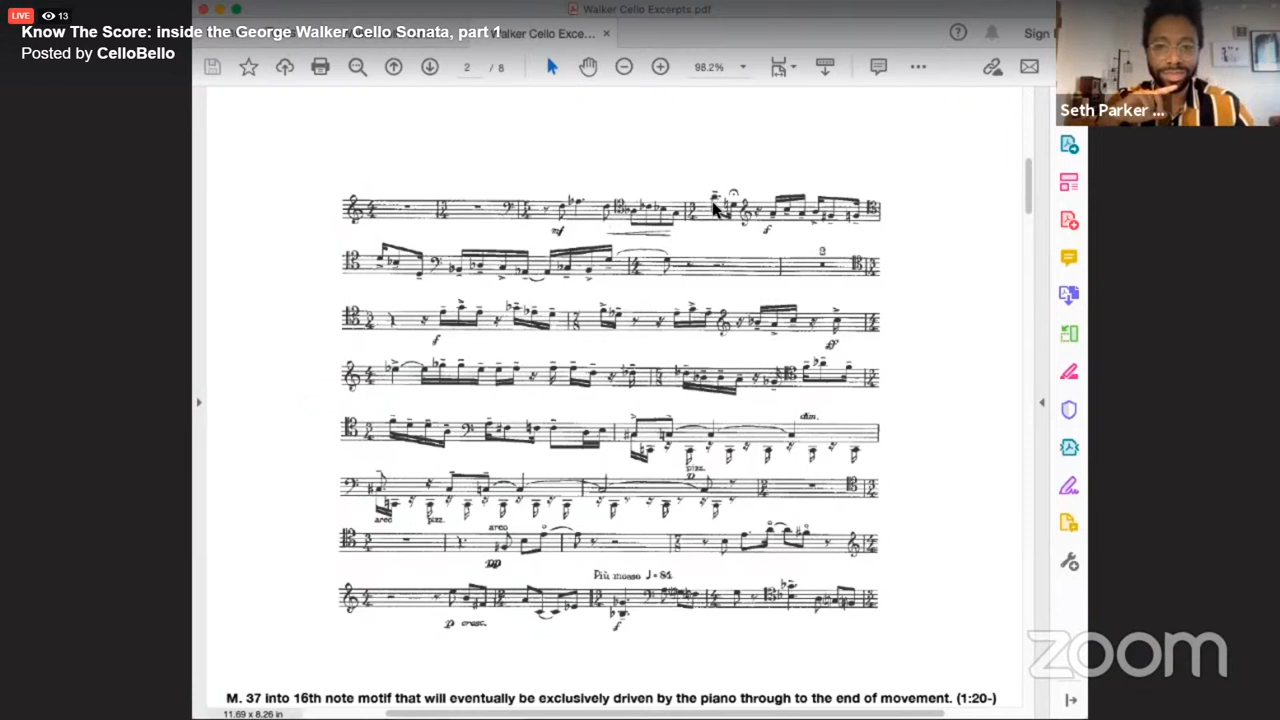 LIVE 13
Know The Score: inside the George Walker Cello Sonata, part 1
Posted by CelloBello
Walker Cello Excerpts.pdf
Walker Cello Exce...
Sign
2 / 8
98.2%
Seth Parker ...
mf
f
f
ff
dim.
pizz.
p
arco
pizz.
arco
pp
Più mosso ♩=84
p cresc.
f
zoom
M. 37 into 16th note motif that will eventually be exclusively driven by the piano through to the end of movement. (1:20-)
11.69 x 8.26 in